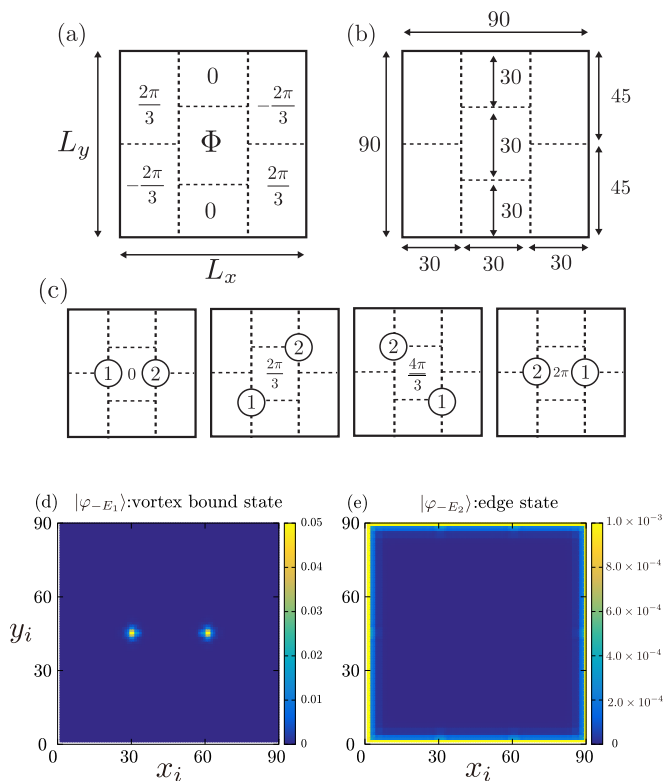 (a)
0
2π/3
-2π/3
L_y
Φ
-2π/3
2π/3
0
L_x
(b)
90
30
45
90
30
30
45
30 30 30
(c)
1 0 2
2
2π/3
1
2
4π/3
1
2 2π 1
(d) |φ_{-E_1}⟩:vortex bound state
90
60
30
0
y_i
0 30 60 90
x_i
0.05
0.04
0.03
0.02
0.01
0
(e) |φ_{-E_2}⟩:edge state
90
60
30
0
0 30 60 90
x_i
1.0 × 10⁻³
8.0 × 10⁻⁴
6.0 × 10⁻⁴
4.0 × 10⁻⁴
2.0 × 10⁻⁴
0